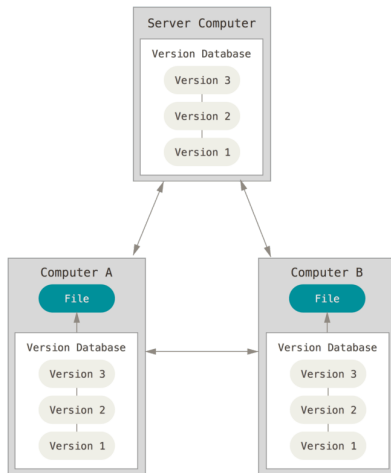 Server Computer
Version Database
Version 3
Version 2
Version 1
Computer A
File
Version Database
Version 3
Version 2
Version 1
Computer B
File
Version Database
Version 3
Version 2
Version 1